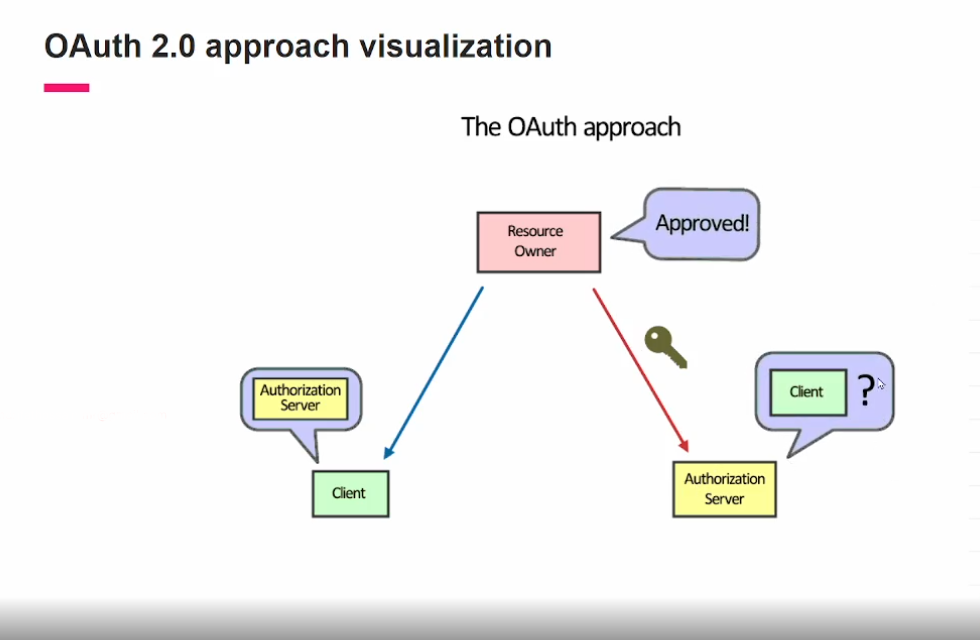 OAuth 2.0 approach visualization
The OAuth approach
Resource
Owner
Approved!
Authorization
Server
Client
Client ?
Authorization
Server